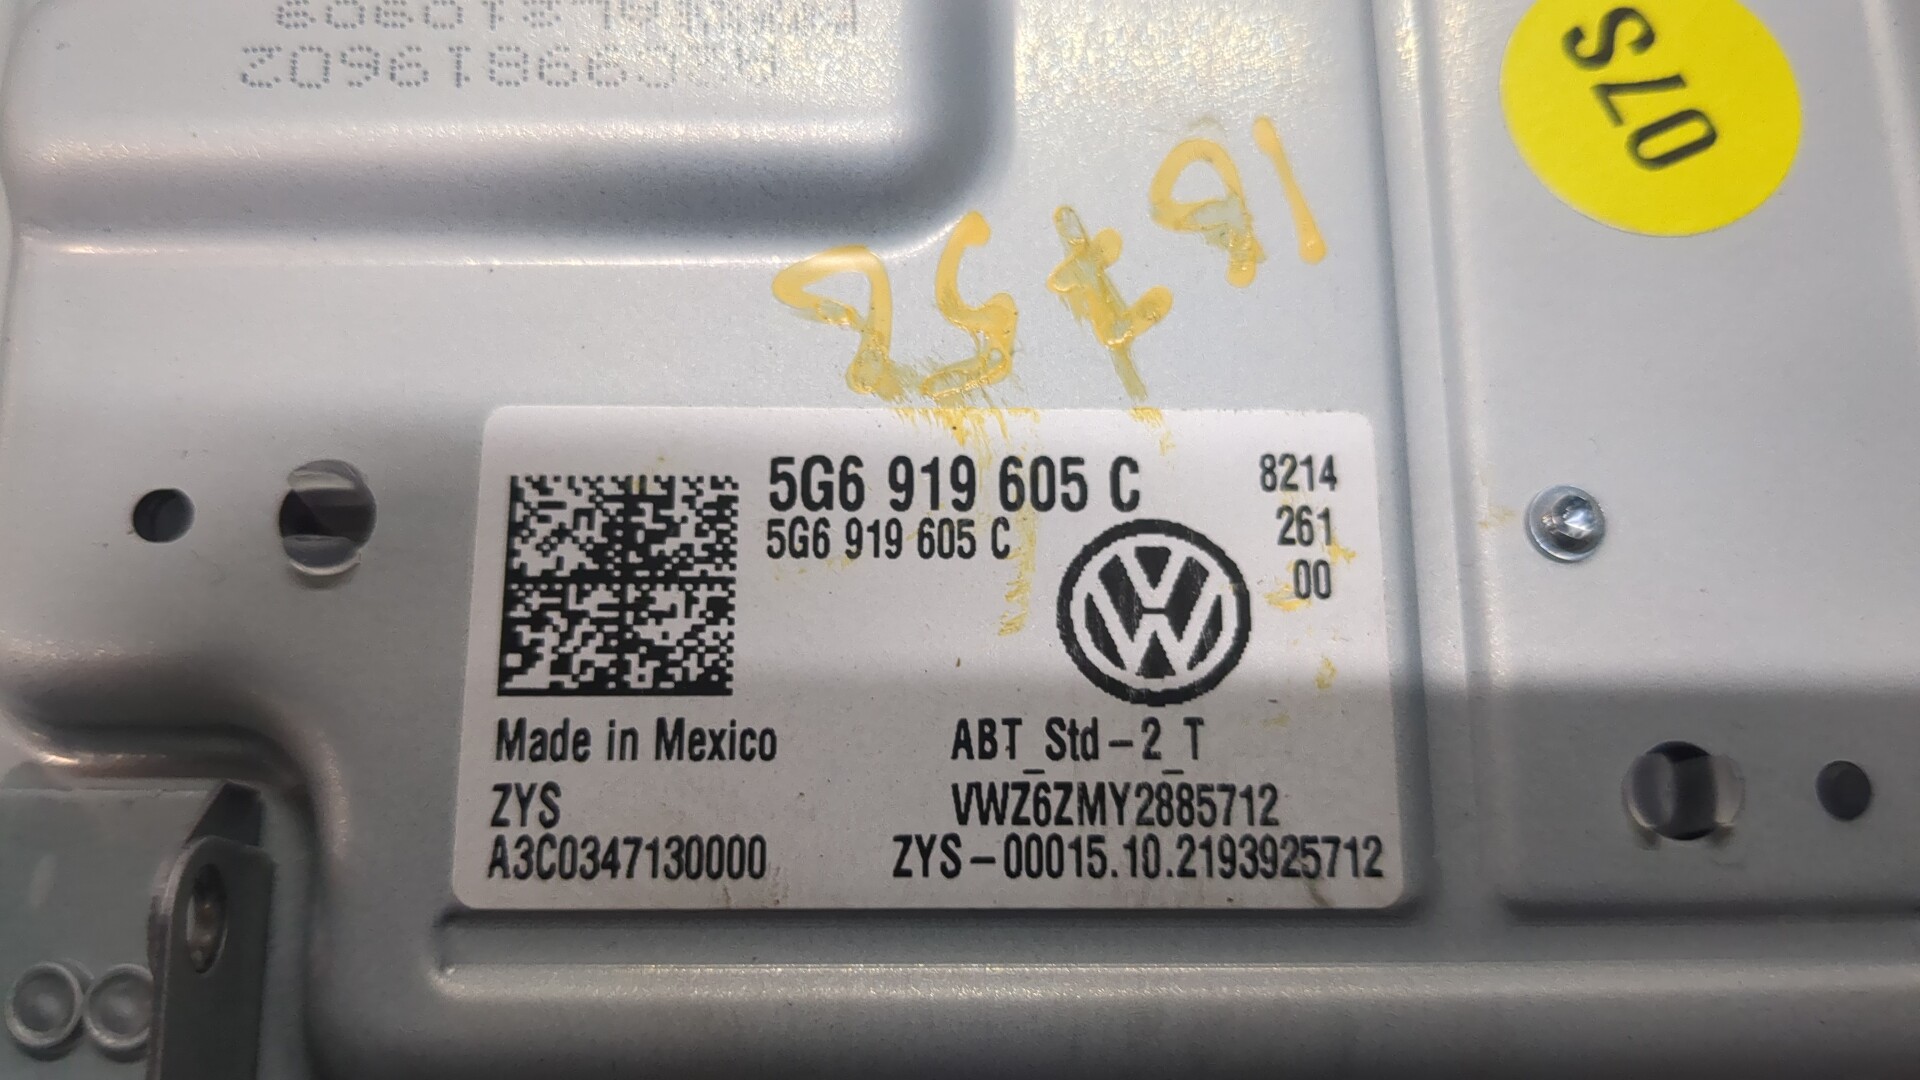 07S
5G6 919 605 C
5G6 919 605 C
8214
261
00
Made in Mexico
ABT_Std-2_T
ZYS
VWZ6ZMY2885712
A3C0347130000
ZYS-00015.10.2193925712